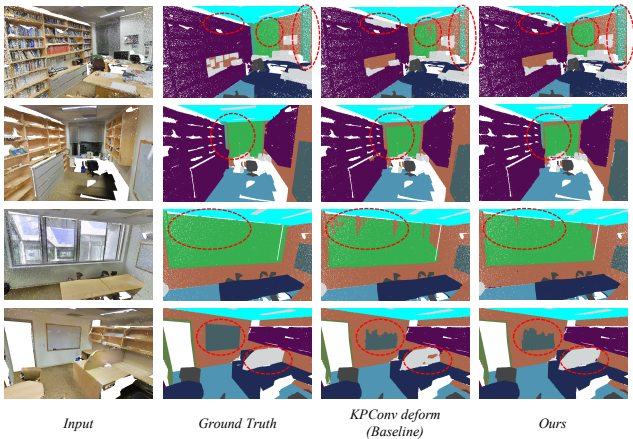 Input
Ground Truth
KPConv deform
(Baseline)
Ours